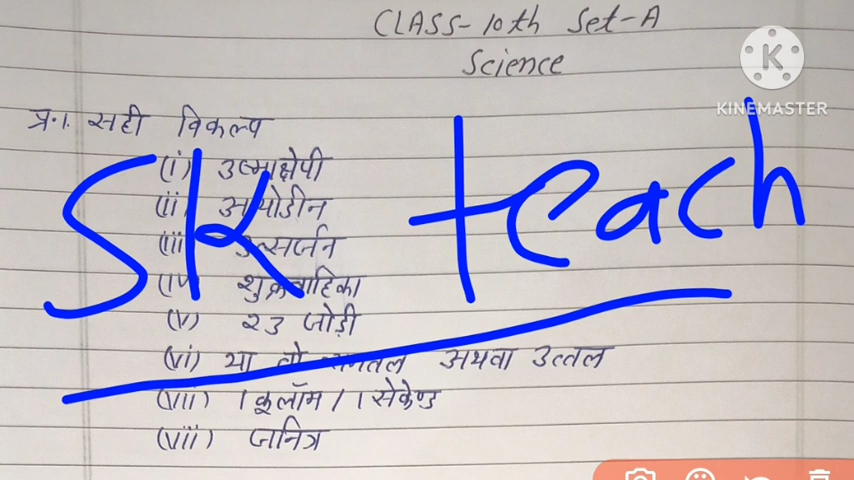 CLASS-10th Set-A
Science
KINEMASTER
प्र.1. सही विकल्प
(i) उष्माक्षेपी
(ii) आयोडीन
(iii) उत्सर्जन
(iv) शुक्रवाहिका
(v) २३ जोड़ी
(vi) या तो समतल अथवा उत्तल
(vii) 1 कूलॉम / 1 सेकेण्ड
(viii) जनित्र
SK teach